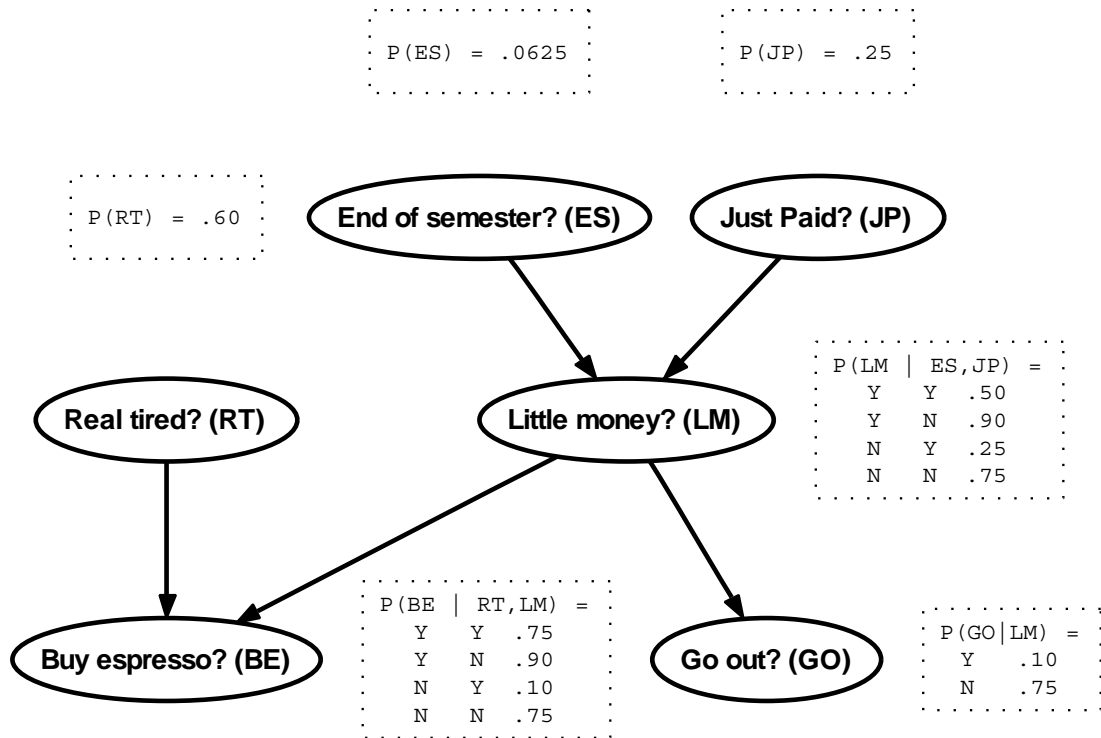 P(ES) = .0625
P(JP) = .25
P(RT) = .60
End of semester? (ES)
Just Paid? (JP)
P(LM | ES,JP) =
Y Y .50
Y N .90
N Y .25
N N .75
Real tired? (RT)
Little money? (LM)
P(BE | RT,LM) =
Y Y .75
Y N .90
N Y .10
N N .75
P(GO|LM) =
Y .10
N .75
Buy espresso? (BE)
Go out? (GO)